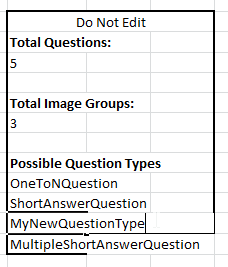 Do Not Edit
Total Questions:
5
Total Image Groups:
3
Possible Question Types
OneToNQuestion
ShortAnswerQuestion
MyNewQuestionType
MultipleShortAnswerQuestion